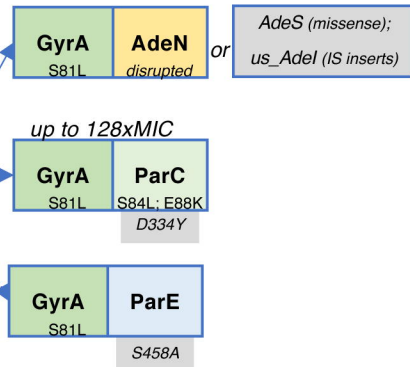 GyrA AdeN or AdeS (missense);
S81L disrupted us_AdeI (IS inserts)
up to 128xMIC
GyrA ParC
S81L S84L; E88K
D334Y
GyrA ParE
S81L
S458A